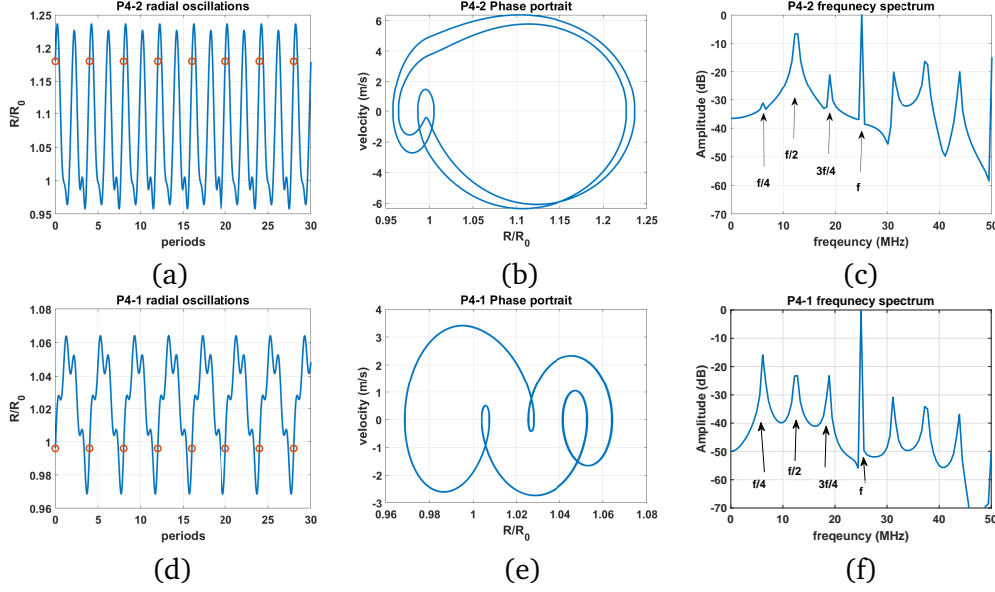 P4-2 radial oscillations
P4-2 Phase portrait
P4-2 frequnecy spectrum
1.25
1.2
1.15
1.1
1.05
1
0.95
R/R0
0 5 10 15 20 25 30
periods
6
4
2
0
-2
-4
-6
velocity (m/s)
0.95 1 1.05 1.1 1.15 1.2 1.25
R/R0
0
-10
-20
-30
-40
-50
-60
-70
Amplitude (dB)
f/4
f/2
3f/4
f
0 10 20 30 40 50
freqeuncy (MHz)
(a)
(b)
(c)
P4-1 radial oscillations
P4-1 Phase portrait
P4-1 frequnecy spectrum
1.08
1.06
1.04
1.02
1
0.98
0.96
R/R0
0 5 10 15 20 25 30
periods
4
3
2
1
0
-1
-2
-3
velocity (m/s)
0.96 0.98 1 1.02 1.04 1.06 1.08
R/R0
0
-10
-20
-30
-40
-50
-60
-70
Amplitude (dB)
f/4
f/2
3f/4
f
0 10 20 30 40 50
freqeuncy (MHz)
(d)
(e)
(f)